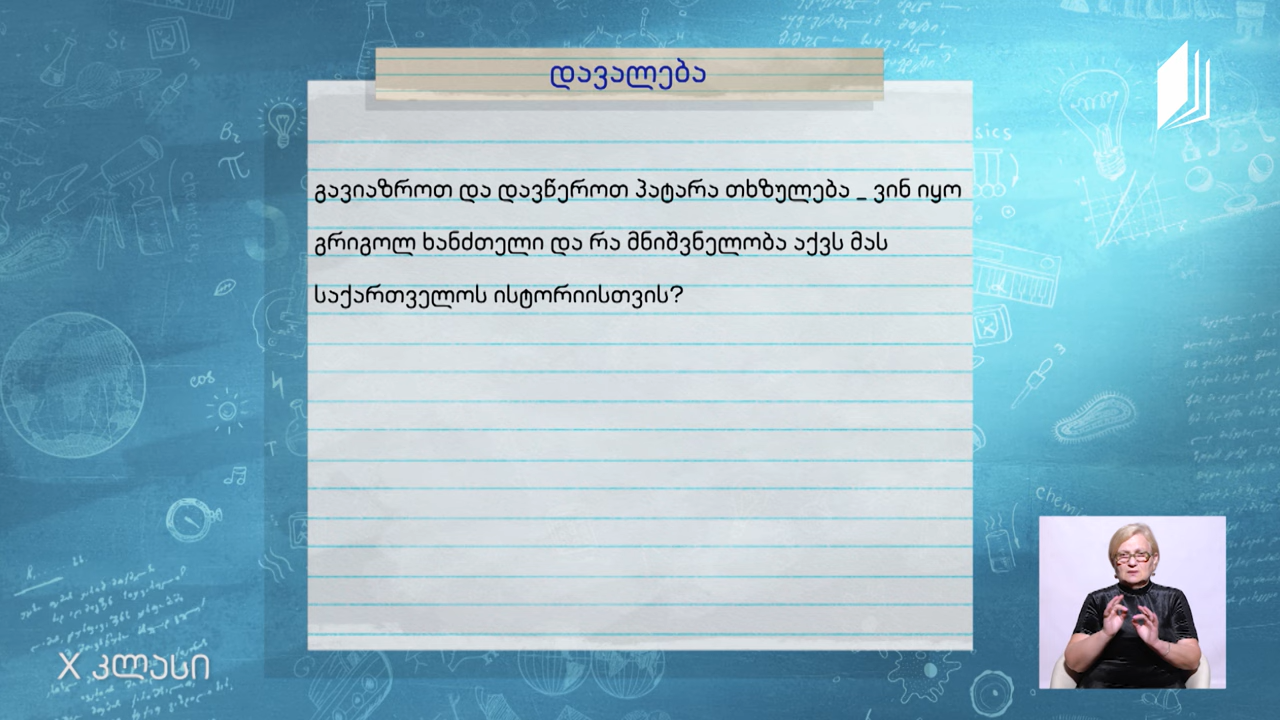 დავალება
გავიაზროთ და დავწეროთ პატარა თხზულება _ ვინ იყო
გრიგოლ ხანძთელი და რა მნიშვნელობა აქვს მას
საქართველოს ისტორიისთვის?
X კლასი